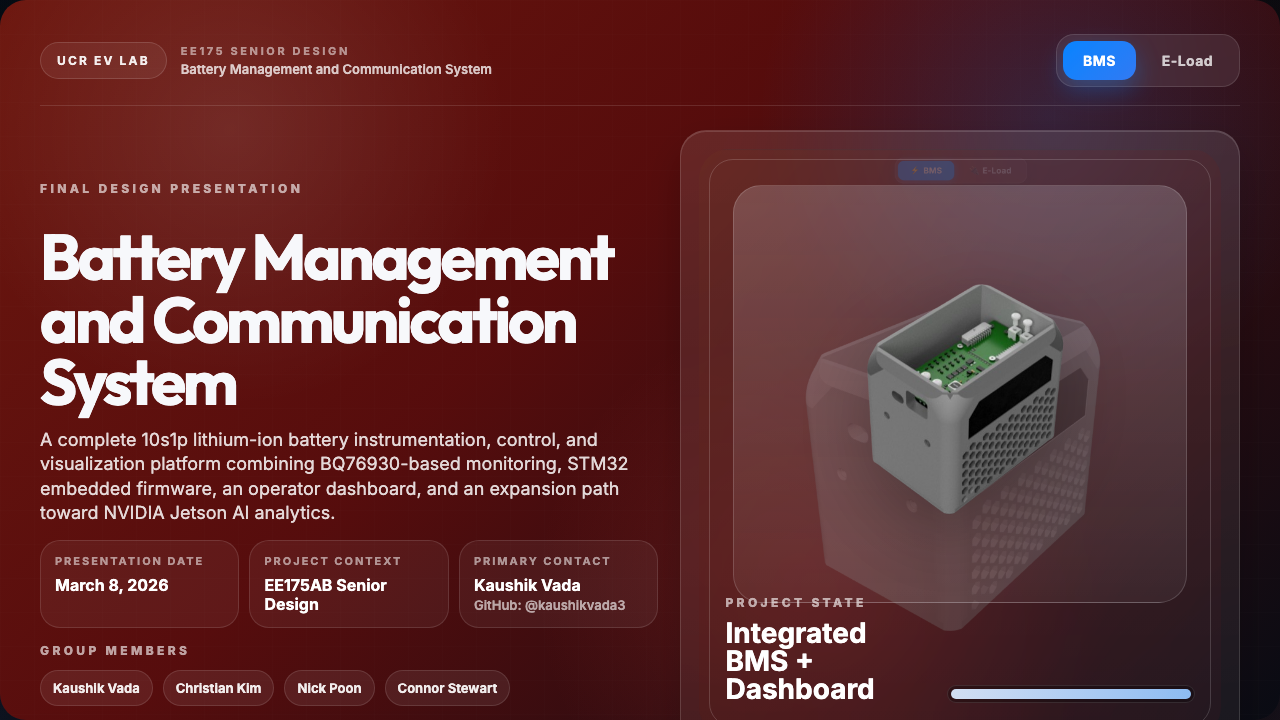 UCR EV LAB
EE175 SENIOR DESIGN
Battery Management and Communication System
BMS
E-Load
FINAL DESIGN PRESENTATION
Battery Management
and Communication
System
A complete 10s1p lithium-ion battery instrumentation, control, and
visualization platform combining BQ76930-based monitoring, STM32
embedded firmware, an operator dashboard, and an expansion path
toward NVIDIA Jetson AI analytics.
PRESENTATION DATE
March 8, 2026
PROJECT CONTEXT
EE175AB Senior
Design
PRIMARY CONTACT
Kaushik Vada
GitHub: @kaushikvada3
GROUP MEMBERS
Kaushik Vada
Christian Kim
Nick Poon
Connor Stewart
⚡ BMS
E-Load
PROJECT STATE
Integrated
BMS +
Dashboard